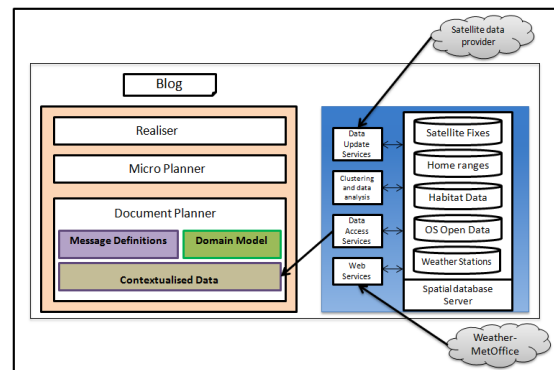 Satellite data
provider
Blog
Realiser
Micro Planner
Document Planner
Message Definitions
Domain Model
Contextualised Data
Data
Update
Services
Clustering
and data
analysis
Data
Access
Services
Web
Services
Satellite Fixes
Home ranges
Habitat Data
OS Open Data
Weather Stations
Spatial database
Server
Weather-
MetOffice